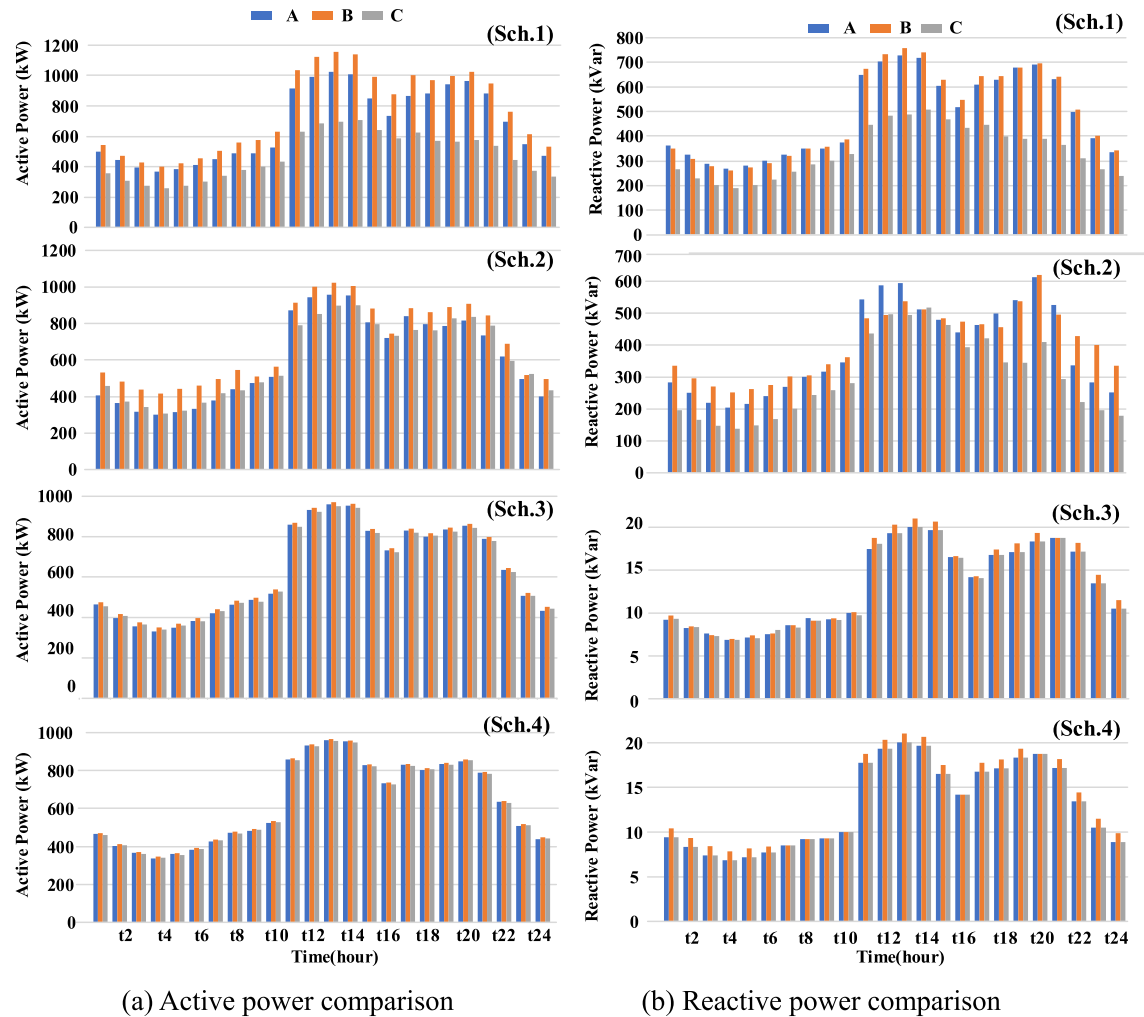 A B C
(Sch.1)
Active Power (kW)
1200
1000
800
600
400
200
0
(Sch.2)
Active Power (kW)
1200
1000
800
600
400
200
0
(Sch.3)
Active Power (kW)
1000
800
600
400
200
0
(Sch.4)
Active Power (kW)
1000
800
600
400
200
0
t2 t4 t6 t8 t10 t12 t14 t16 t18 t20 t22 t24
Time(hour)
(a) Active power comparison
A B C
(Sch.1)
Reactive Power (kVar)
800
700
600
500
400
300
200
100
0
(Sch.2)
Reactive Power (kVar)
700
600
500
400
300
200
100
0
(Sch.3)
Reactive Power (kVar)
20
15
10
5
0
(Sch.4)
Reactive Power (kVar)
20
15
10
5
0
t2 t4 t6 t8 t10 t12 t14 t16 t18 t20 t22 t24
Time(hour)
(b) Reactive power comparison